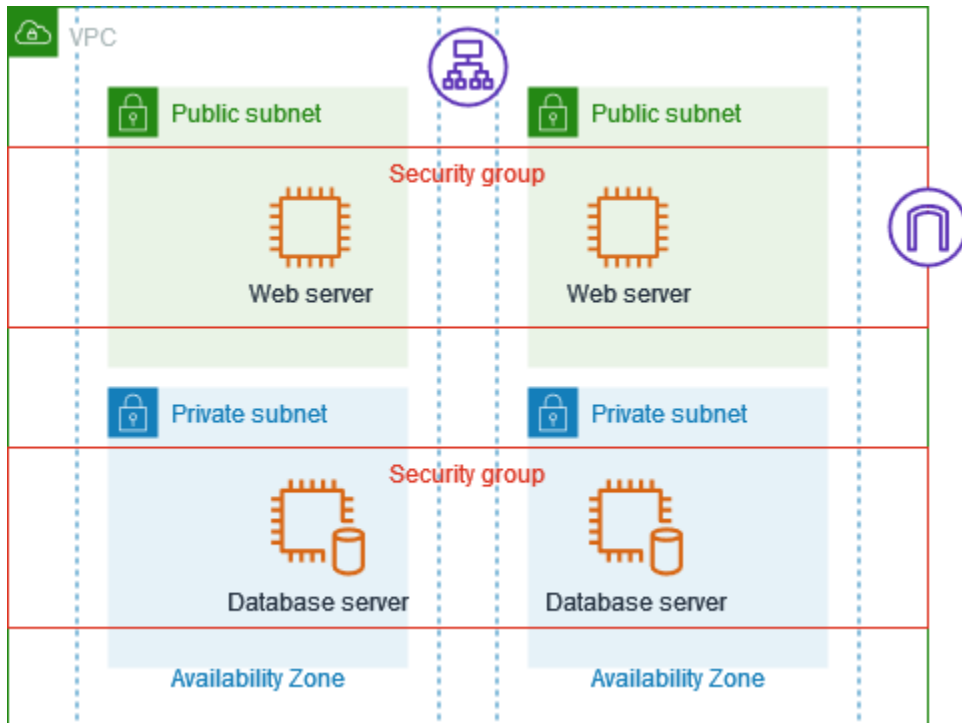 VPC
Public subnet
Public subnet
Security group
Web server
Web server
Private subnet
Private subnet
Security group
Database server
Database server
Availability Zone
Availability Zone